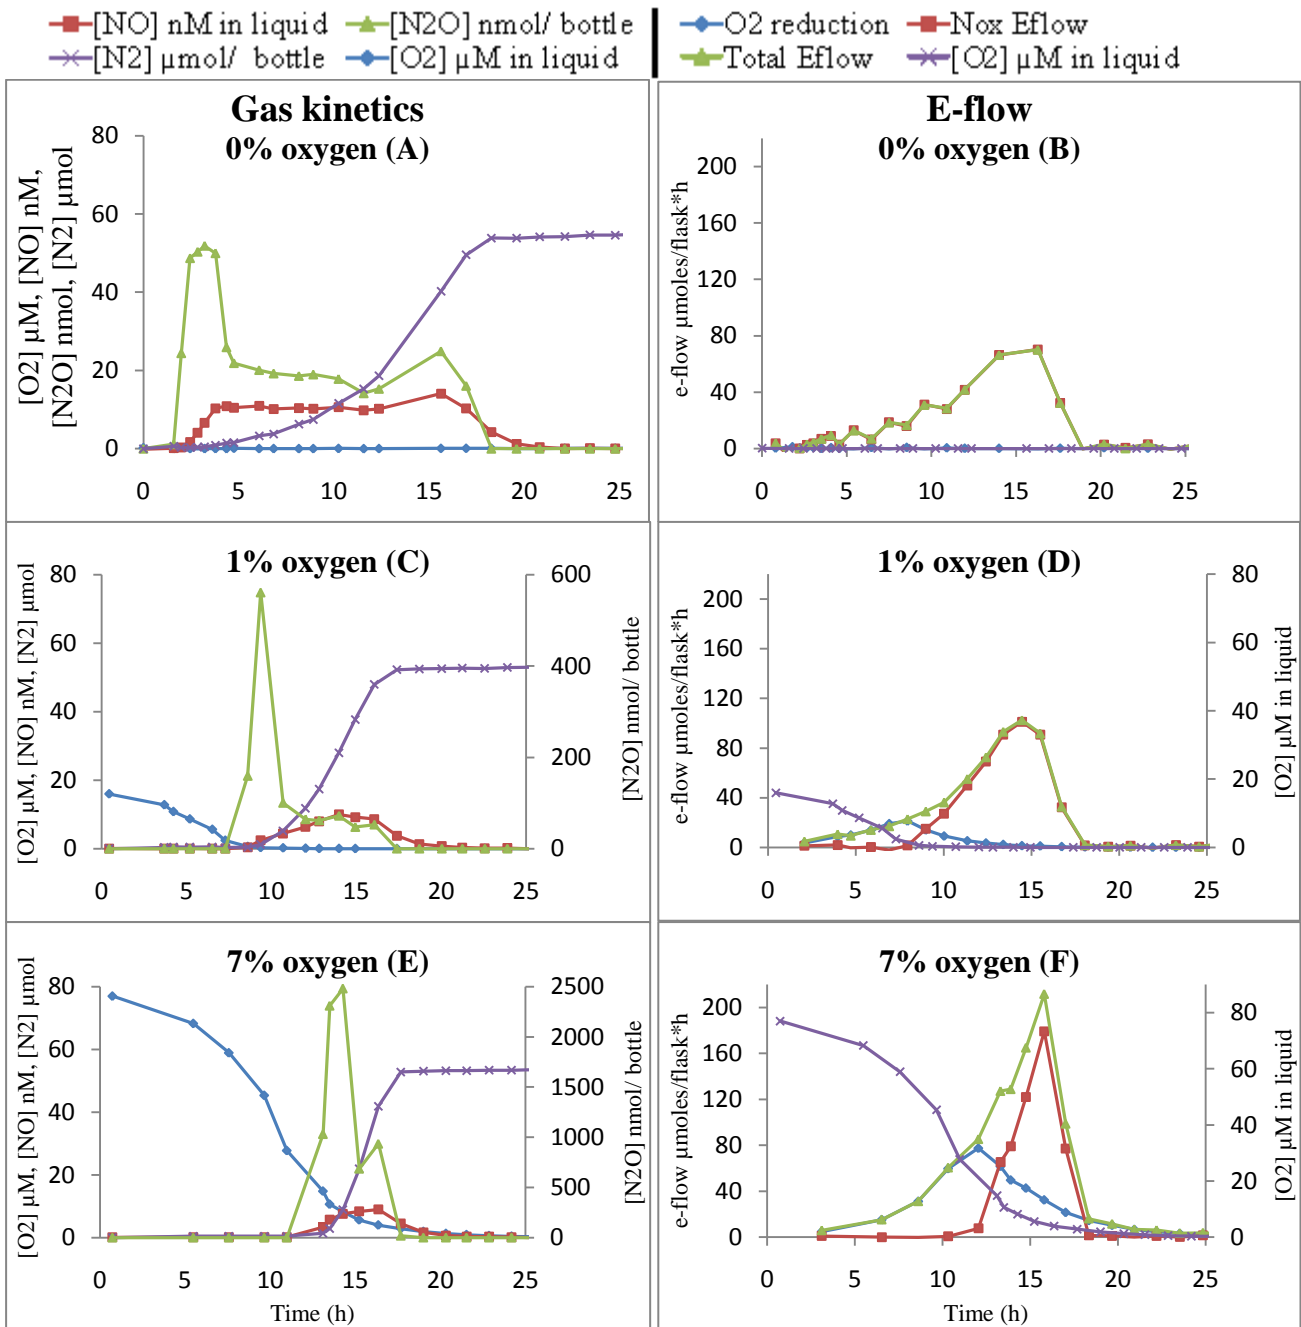 [NO] nM in liquid [N2O] nmol/ bottle
[N2] µmol/ bottle [O2] µM in liquid
O2 reduction Nox Eflow
Total Eflow [O2] µM in liquid
Gas kinetics
0% oxygen (A)
[O2] µM, [NO] nM,
[N2O] nmol, [N2] µmol
80
60
40
20
0
0 5 10 15 20 25
E-flow
0% oxygen (B)
e-flow µmoles/flask*h
200
160
120
80
40
0
0 5 10 15 20 25
1% oxygen (C)
[O2] µM, [NO] nM, [N2] µmol
80
60
40
20
0
600
400
200
0
[N2O] nmol/ bottle
0 5 10 15 20 25
1% oxygen (D)
e-flow µmoles/flask*h
200
160
120
80
40
0
80
60
40
20
0
[O2] µM in liquid
0 5 10 15 20 25
7% oxygen (E)
[O2] µM, [NO] nM, [N2] µmol
80
60
40
20
0
2500
2000
1500
1000
500
0
[N2O] nmol/ bottle
0 5 10 15 20 25
Time (h)
7% oxygen (F)
e-flow µmoles/flask*h
200
160
120
80
40
0
80
60
40
20
0
[O2] µM in liquid
0 5 10 15 20 25
Time (h)